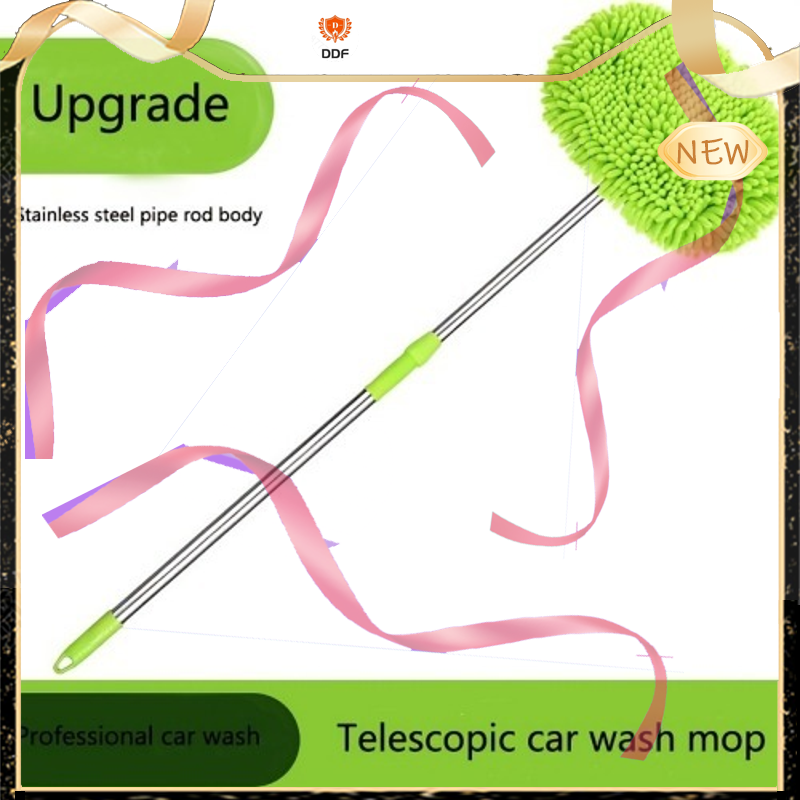 DDF
Upgrade
NEW
Stainless steel pipe rod body
Professional car wash
Telescopic car wash mop